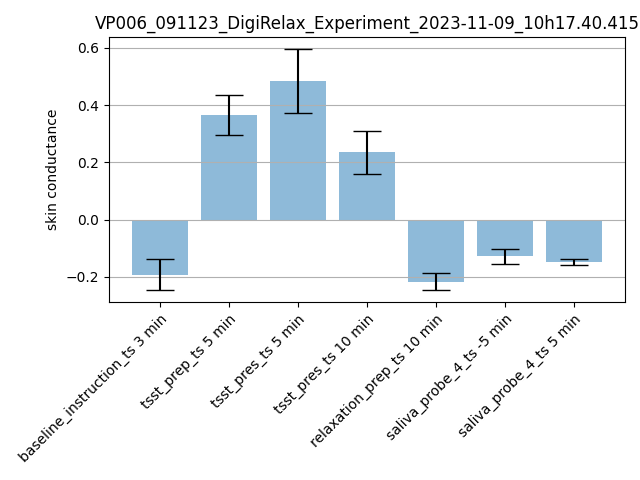 VP006_091123_DigiRelax_Experiment_2023-11-09_10h17.40.415
skin conductance
0.6
0.4
0.2
0.0
−0.2
baseline_instruction_ts 3 min
tsst_prep_ts 5 min
tsst_pres_ts 5 min
tsst_pres_ts 10 min
relaxation_prep_ts 10 min
saliva_probe_4_ts -5 min
saliva_probe_4_ts 5 min